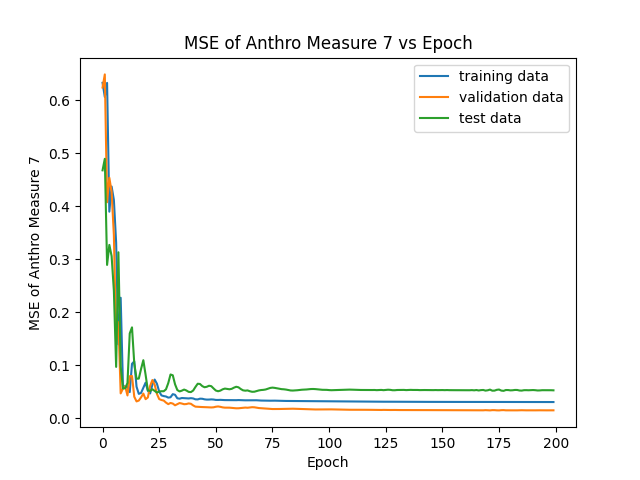 MSE of Anthro Measure 7 vs Epoch
training data
validation data
test data
MSE of Anthro Measure 7
0.6
0.5
0.4
0.3
0.2
0.1
0.0
0 25 50 75 100 125 150 175 200
Epoch